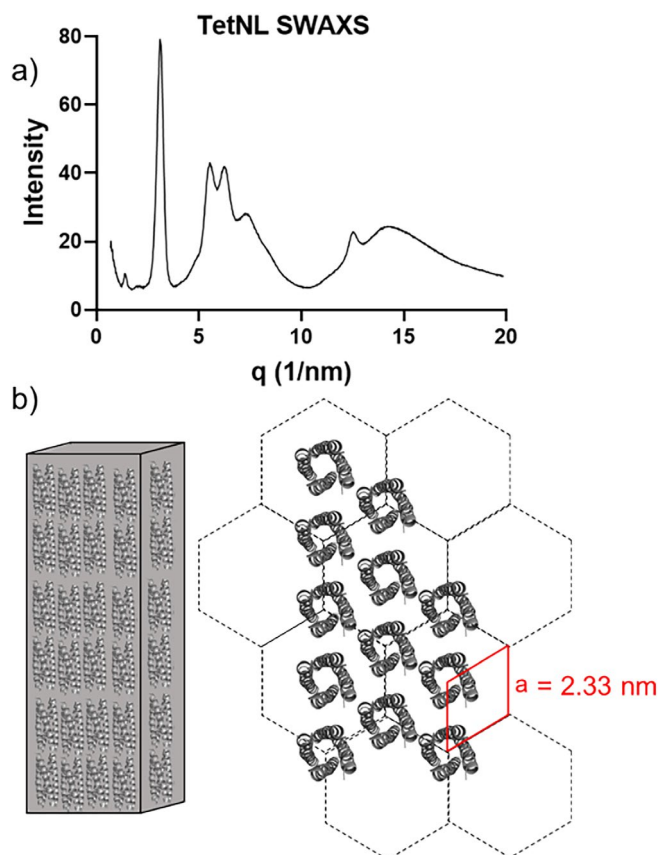 TetNL SWAXS
a)
80
60
40
20
0
Intensity
0 5 10 15 20
q (1/nm)
b)
a = 2.33 nm